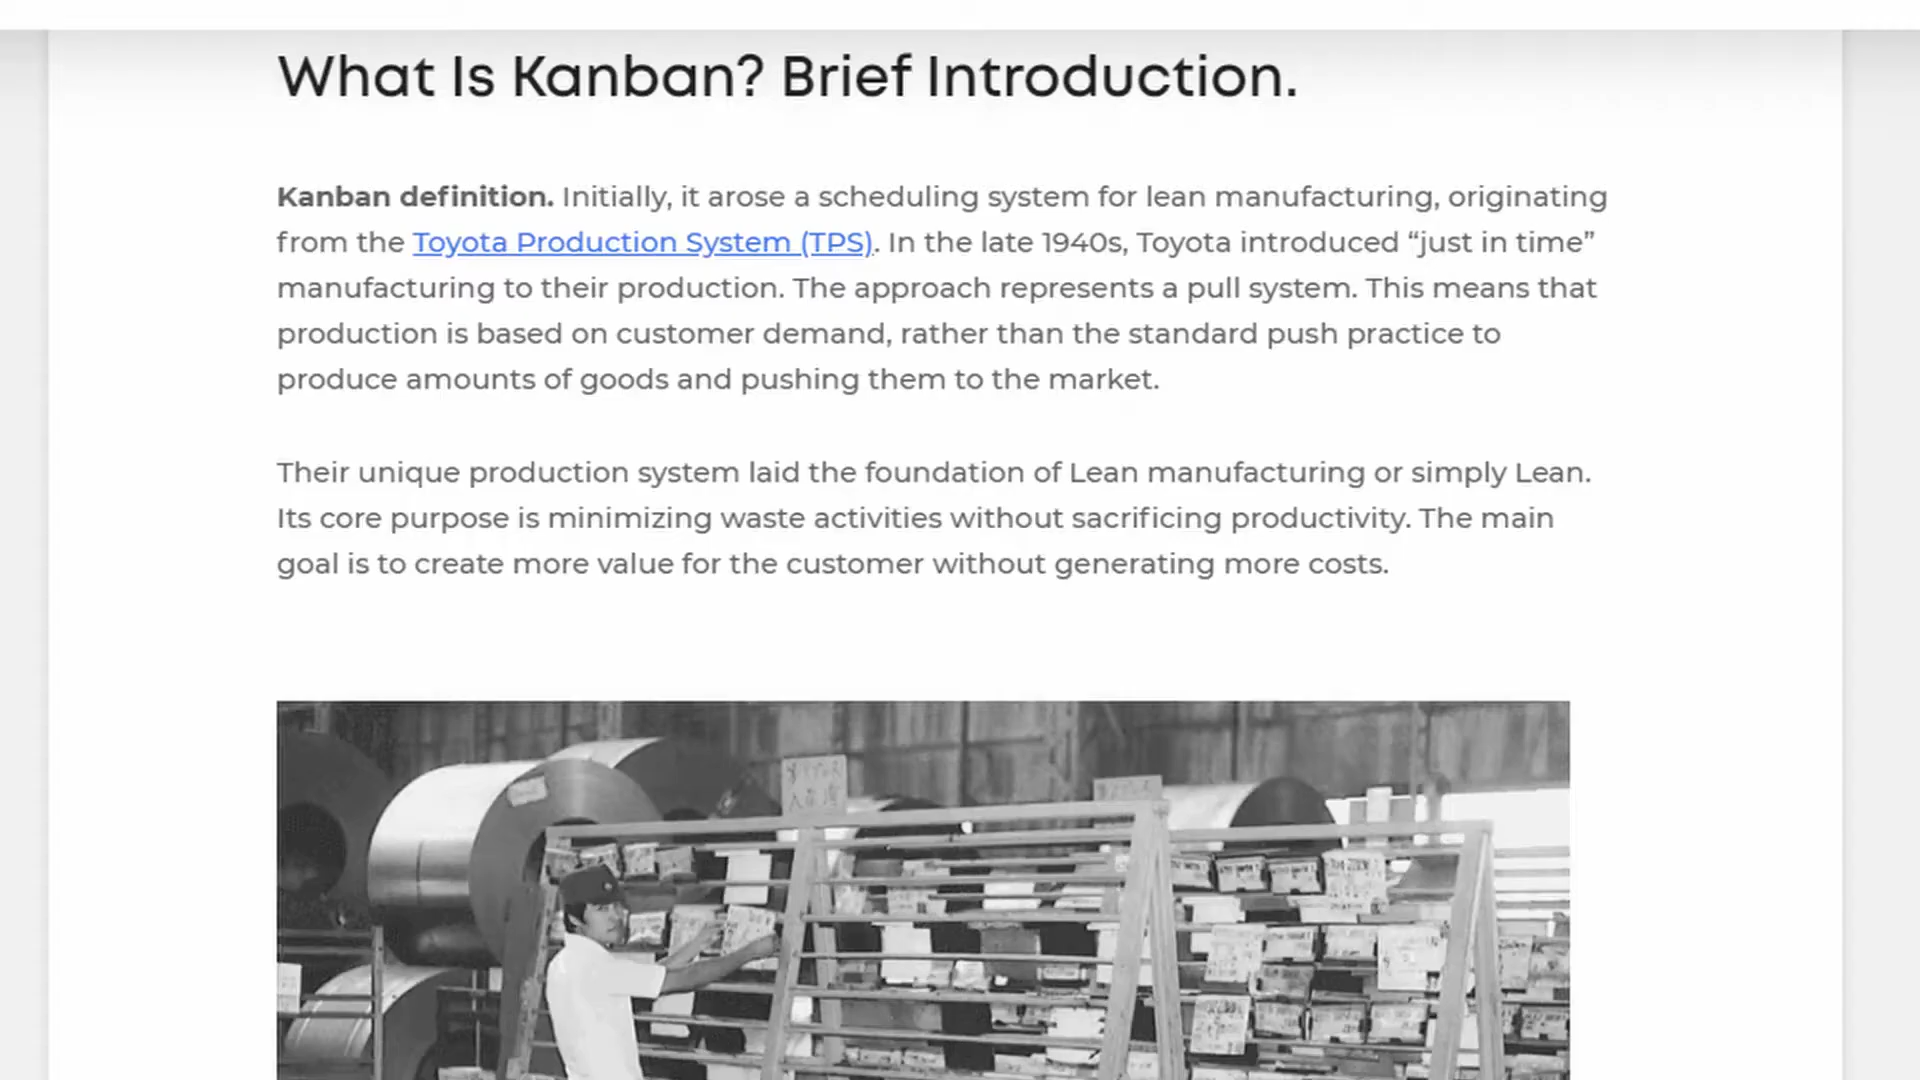 What Is Kanban? Brief Introduction.
Kanban definition. Initially, it arose a scheduling system for lean manufacturing, originating
from the Toyota Production System (TPS). In the late 1940s, Toyota introduced “just in time”
manufacturing to their production. The approach represents a pull system. This means that
production is based on customer demand, rather than the standard push practice to
produce amounts of goods and pushing them to the market.
Their unique production system laid the foundation of Lean manufacturing or simply Lean.
Its core purpose is minimizing waste activities without sacrificing productivity. The main
goal is to create more value for the customer without generating more costs.